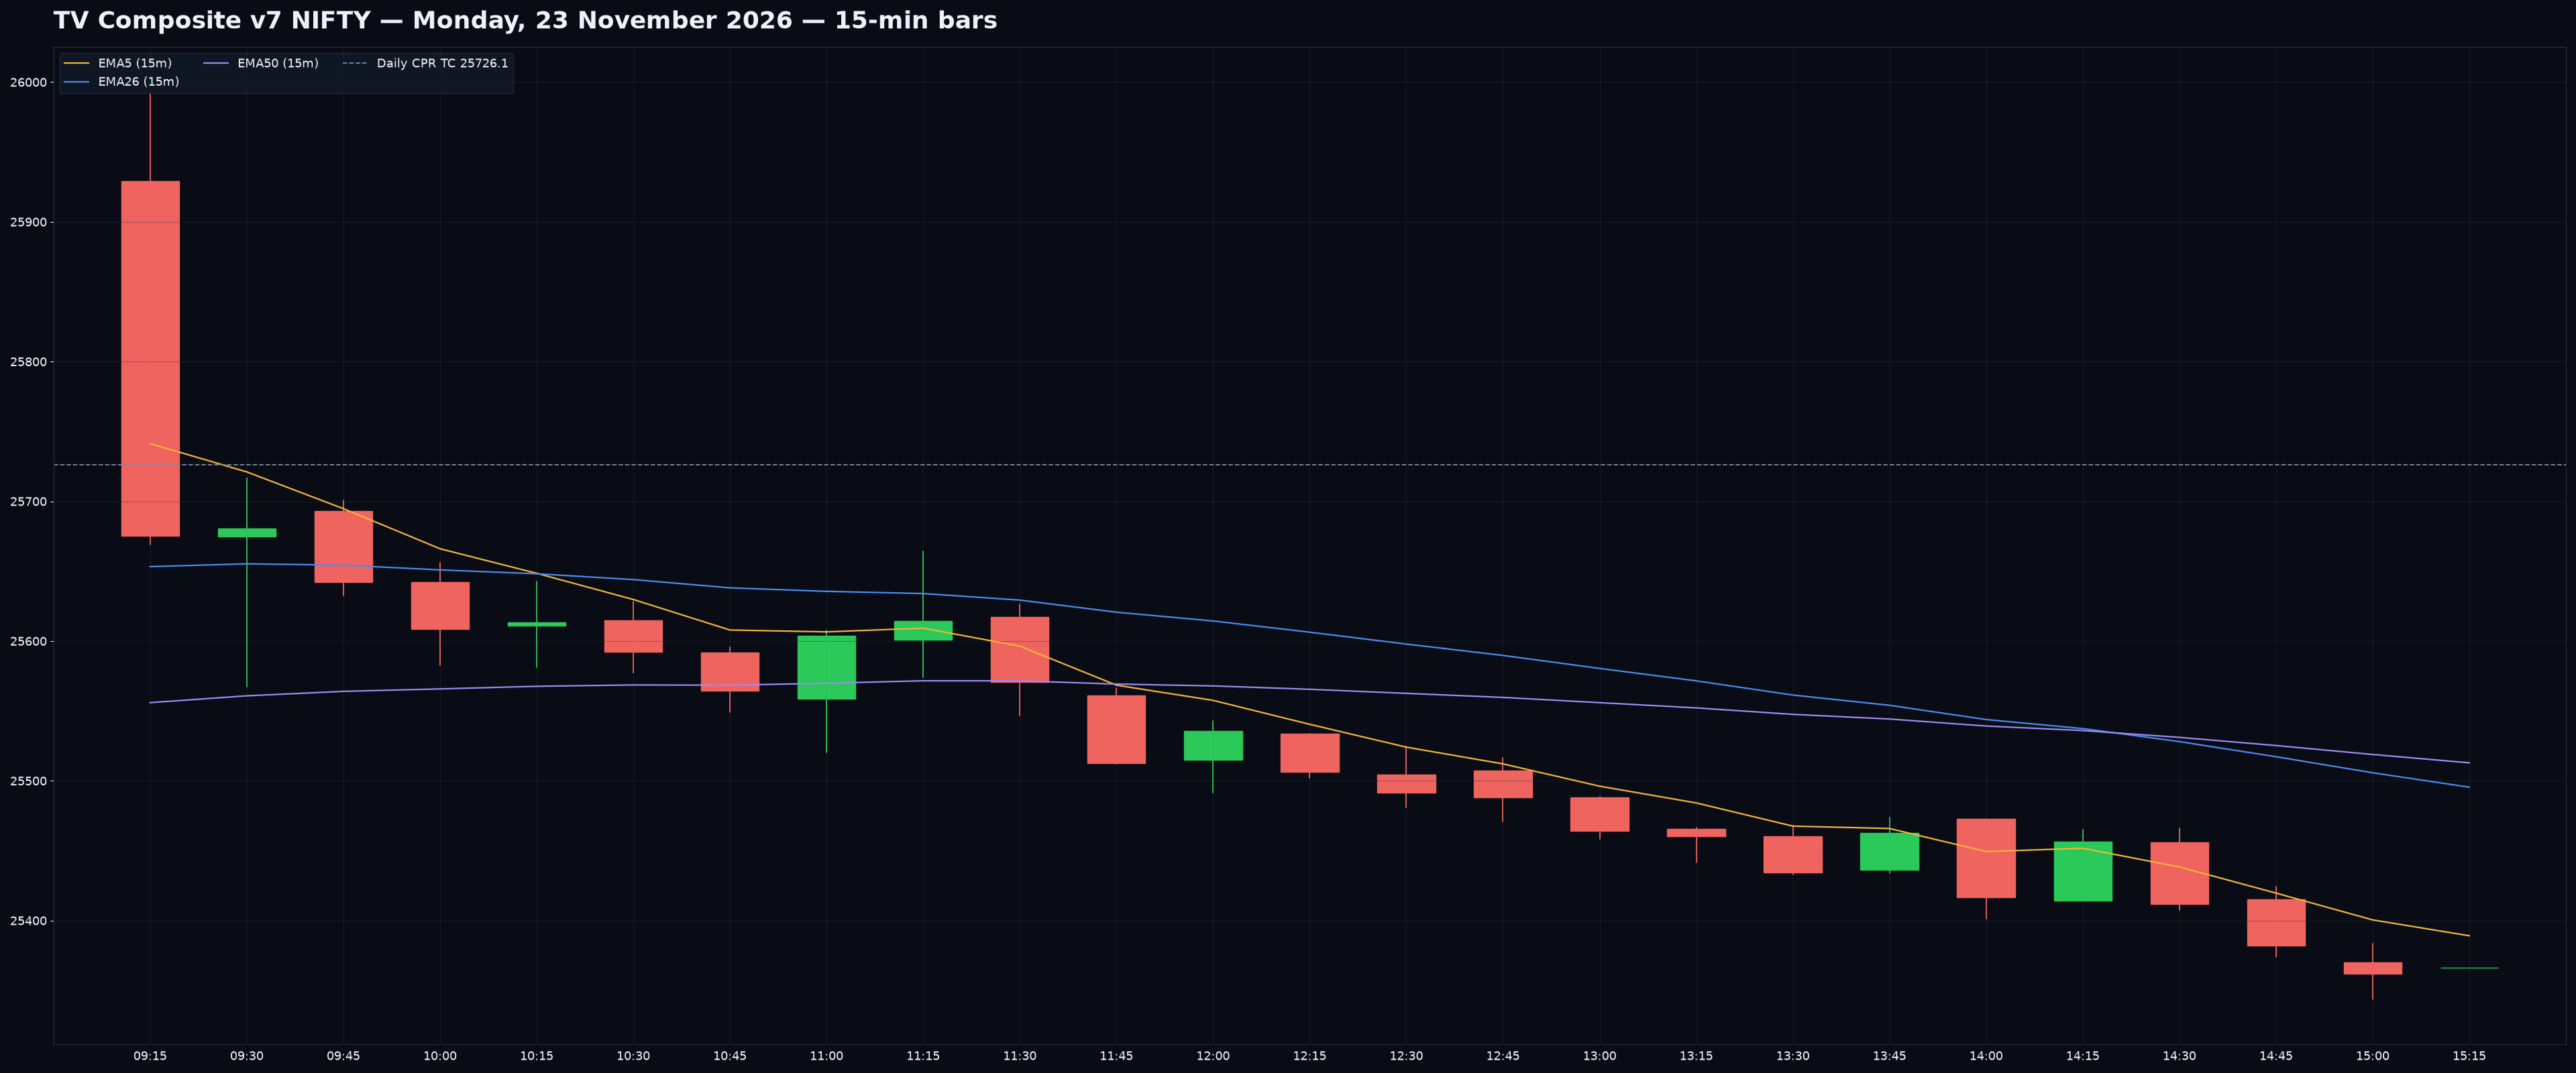 TV Composite v7 NIFTY — Monday, 23 November 2026 — 15-min bars
EMA5 (15m) EMA50 (15m) Daily CPR TC 25726.1
EMA26 (15m)
26000
25900
25800
25700
25600
25500
25400
09:15 09:30 09:45 10:00 10:15 10:30 10:45 11:00 11:15 11:30 11:45 12:00 12:15 12:30 12:45 13:00 13:15 13:30 13:45 14:00 14:15 14:30 14:45 15:00 15:15